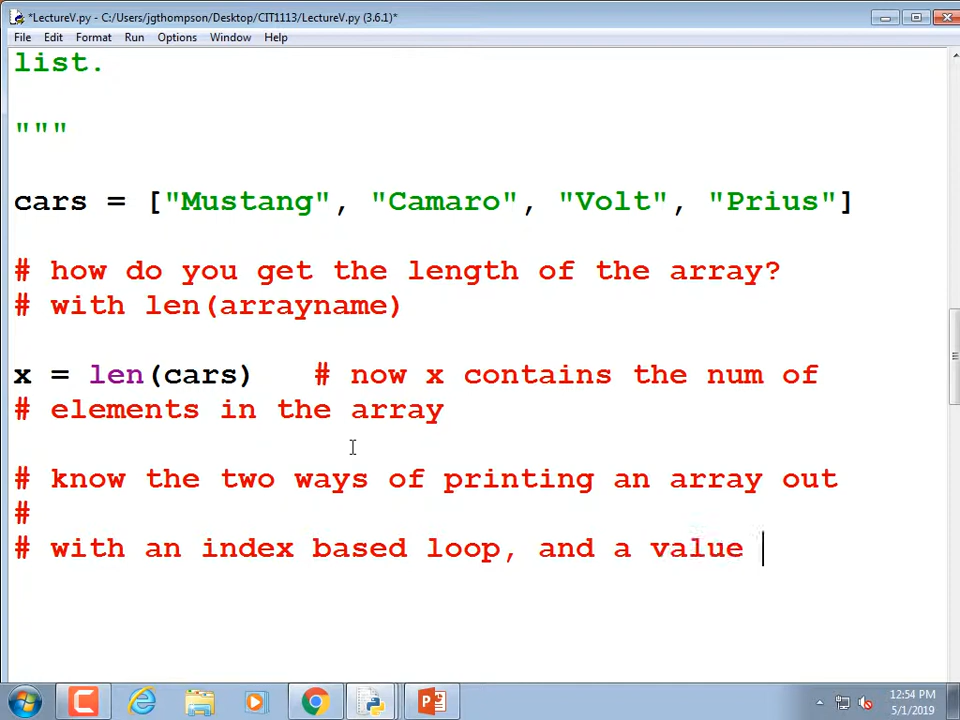 *LectureV.py - C:/Users/jgthompson/Desktop/CIT1113/LectureV.py (3.6.1)*
File Edit Format Run Options Window Help
list.
"""
cars = ["Mustang", "Camaro", "Volt", "Prius"]
# how do you get the length of the array?
# with len(arrayname)
x = len(cars)   # now x contains the num of
# elements in the array
# know the two ways of printing an array out
#
# with an index based loop, and a value
12:54 PM
5/1/2019